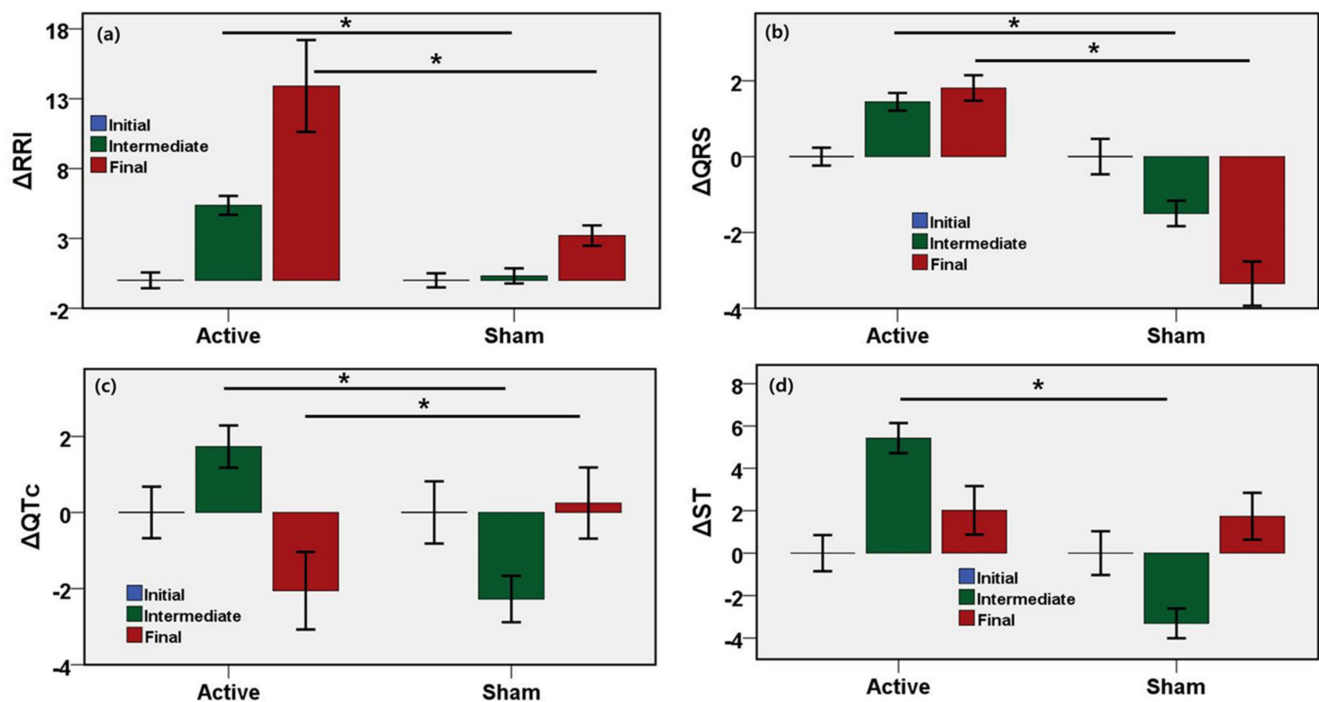 (a)
*
*
18
13
8
3
-2
ΔRRI
Initial
Intermediate
Final
Active Sham
(b)
*
*
2
0
-2
-4
ΔQRS
Initial
Intermediate
Final
Active Sham
(c)
*
*
2
0
-2
-4
ΔQTc
Initial
Intermediate
Final
Active Sham
(d)
*
8
6
4
2
0
-2
-4
ΔST
Initial
Intermediate
Final
Active Sham